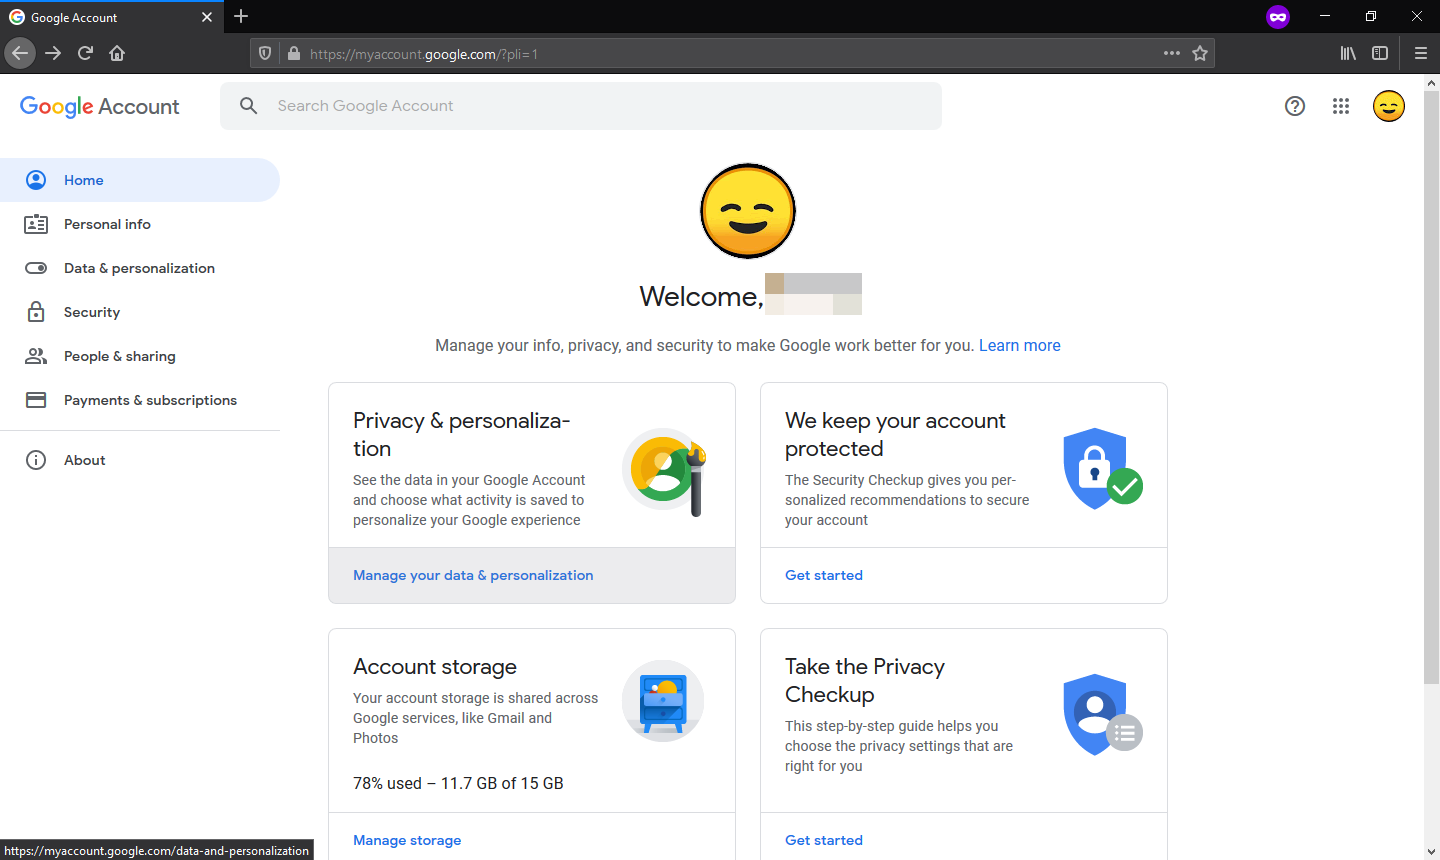 Google Account
https://myaccount.google.com/?pli=1
Google Account
Search Google Account
Home
Personal info
Data & personalization
Security
People & sharing
Payments & subscriptions
About
Welcome,
Manage your info, privacy, and security to make Google work better for you. Learn more
Privacy & personaliza-
tion
See the data in your Google Account
and choose what activity is saved to
personalize your Google experience
Manage your data & personalization
We keep your account
protected
The Security Checkup gives you per-
sonalized recommendations to secure
your account
Get started
Account storage
Your account storage is shared across
Google services, like Gmail and
Photos
78% used – 11.7 GB of 15 GB
Manage storage
Take the Privacy
Checkup
This step-by-step guide helps you
choose the privacy settings that are
right for you
Get started
https://myaccount.google.com/data-and-personalization